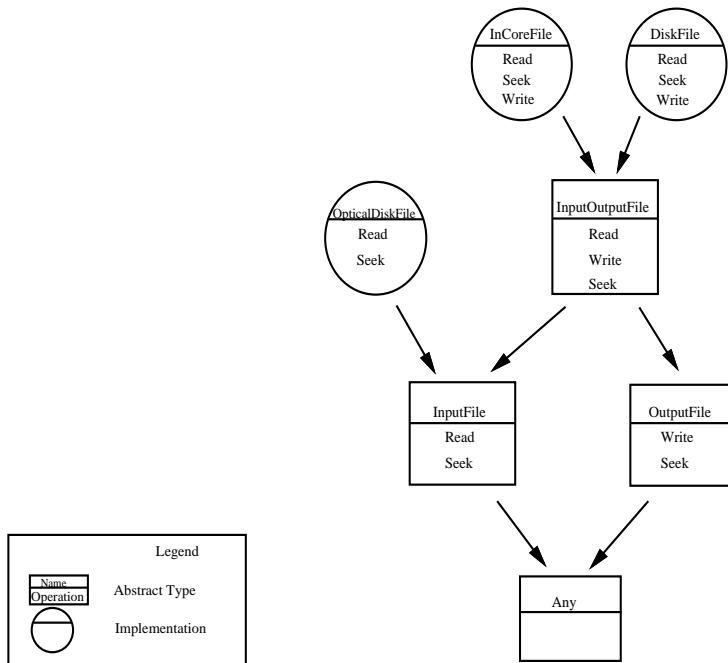 InCoreFile
Read
Seek
Write
DiskFile
Read
Seek
Write
OpticalDiskFile
Read
Seek
InputOutputFile
Read
Write
Seek
InputFile
Read
Seek
OutputFile
Write
Seek
Any
Legend
Name
Operation
Abstract Type
Implementation